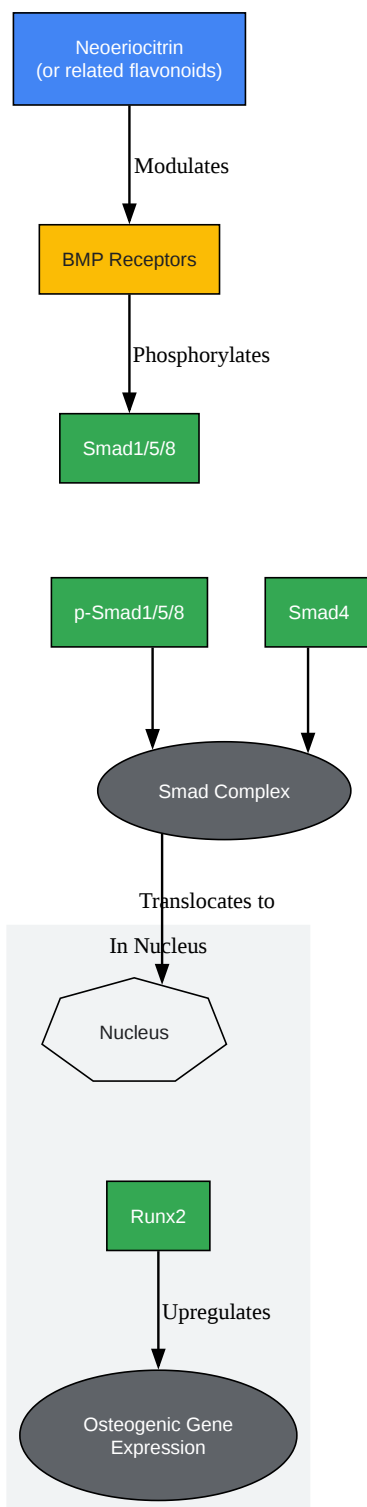 Neoeriocitrin
(or related flavonoids)
Modulates
BMP Receptors
Phosphorylates
Smad1/5/8
p-Smad1/5/8
Smad4
Smad Complex
Translocates to
In Nucleus
Nucleus
Runx2
Upregulates
Osteogenic Gene
Expression